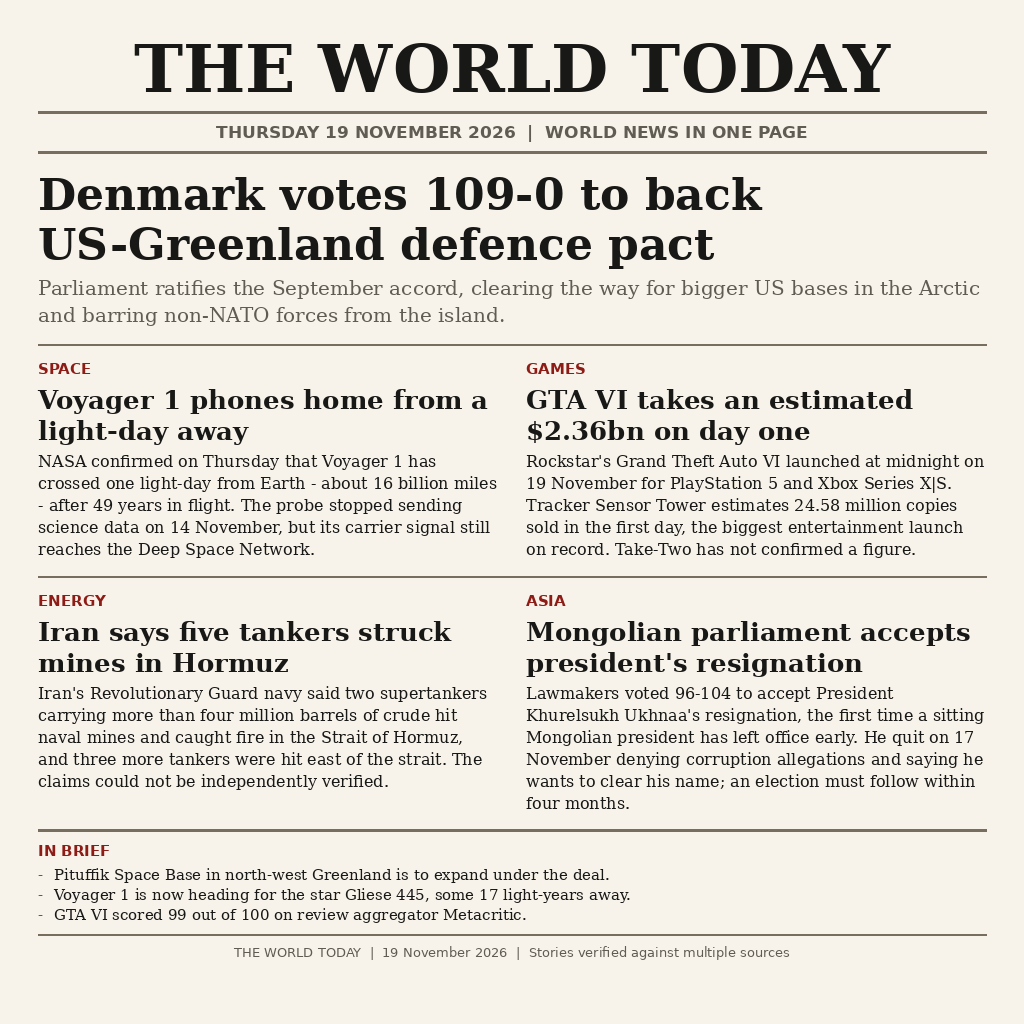 THE WORLD TODAY
THURSDAY 19 NOVEMBER 2026 | WORLD NEWS IN ONE PAGE
Denmark votes 109-0 to back
US-Greenland defence pact
Parliament ratifies the September accord, clearing the way for bigger US bases in the Arctic
and barring non-NATO forces from the island.
SPACE
Voyager 1 phones home from a
light-day away
NASA confirmed on Thursday that Voyager 1 has
crossed one light-day from Earth - about 16 billion miles
- after 49 years in flight. The probe stopped sending
science data on 14 November, but its carrier signal still
reaches the Deep Space Network.
GAMES
GTA VI takes an estimated
$2.36bn on day one
Rockstar's Grand Theft Auto VI launched at midnight on
19 November for PlayStation 5 and Xbox Series X|S.
Tracker Sensor Tower estimates 24.58 million copies
sold in the first day, the biggest entertainment launch
on record. Take-Two has not confirmed a figure.
ENERGY
Iran says five tankers struck
mines in Hormuz
Iran's Revolutionary Guard navy said two supertankers
carrying more than four million barrels of crude hit
naval mines and caught fire in the Strait of Hormuz,
and three more tankers were hit east of the strait. The
claims could not be independently verified.
ASIA
Mongolian parliament accepts
president's resignation
Lawmakers voted 96-104 to accept President
Khurelsukh Ukhnaa's resignation, the first time a sitting
Mongolian president has left office early. He quit on 17
November denying corruption allegations and saying he
wants to clear his name; an election must follow within
four months.
IN BRIEF
- Pituffik Space Base in north-west Greenland is to expand under the deal.
- Voyager 1 is now heading for the star Gliese 445, some 17 light-years away.
- GTA VI scored 99 out of 100 on review aggregator Metacritic.
THE WORLD TODAY | 19 November 2026 | Stories verified against multiple sources